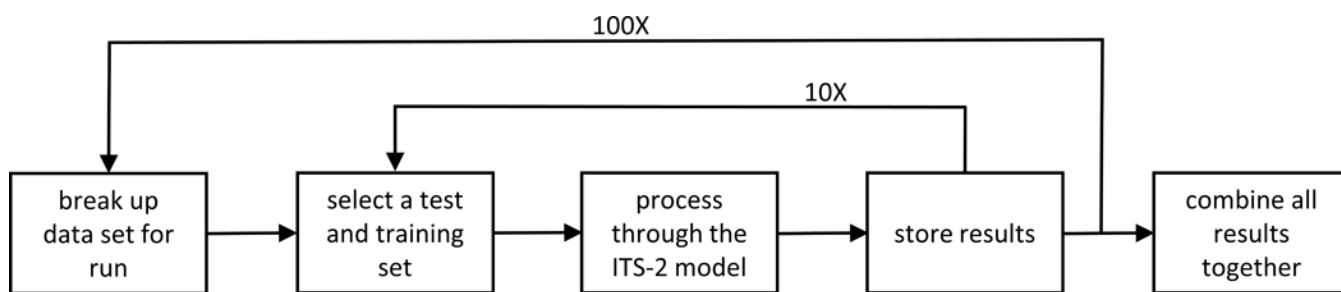 100X
10X
break up
data set for
run
select a test
and training
set
process
through the
ITS-2 model
store results
combine all
results
together